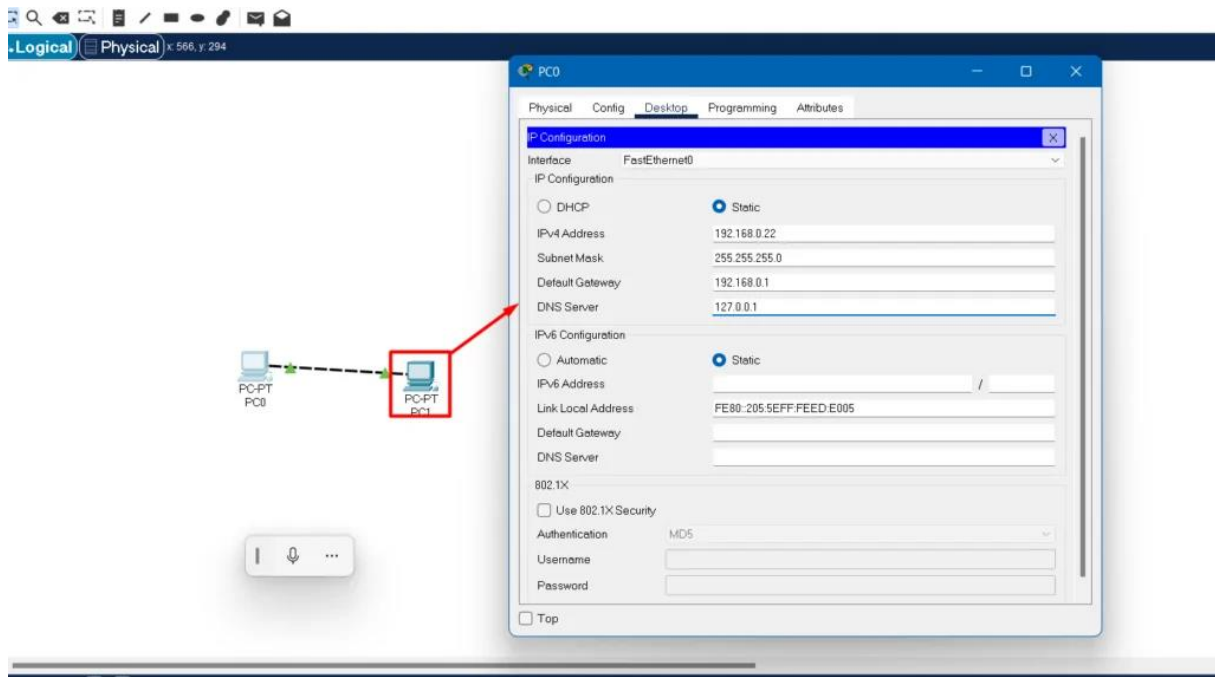 Logical Physical x: 566, y: 294
PC0
Physical Config Desktop Programming Attributes
IP Configuration X
Interface FastEthernet0
IP Configuration
DHCP Static
IPv4 Address 192.168.0.22
Subnet Mask 255.255.255.0
Default Gateway 192.168.0.1
DNS Server 127.0.0.1
IPv6 Configuration
Automatic Static
IPv6 Address /
Link Local Address FE80::205:5EFF:FEED:E005
Default Gateway
DNS Server
802.1X
Use 802.1X Security
Authentication MD5
Username
Password
Top
PC-PT
PC0
PC-PT
PC1